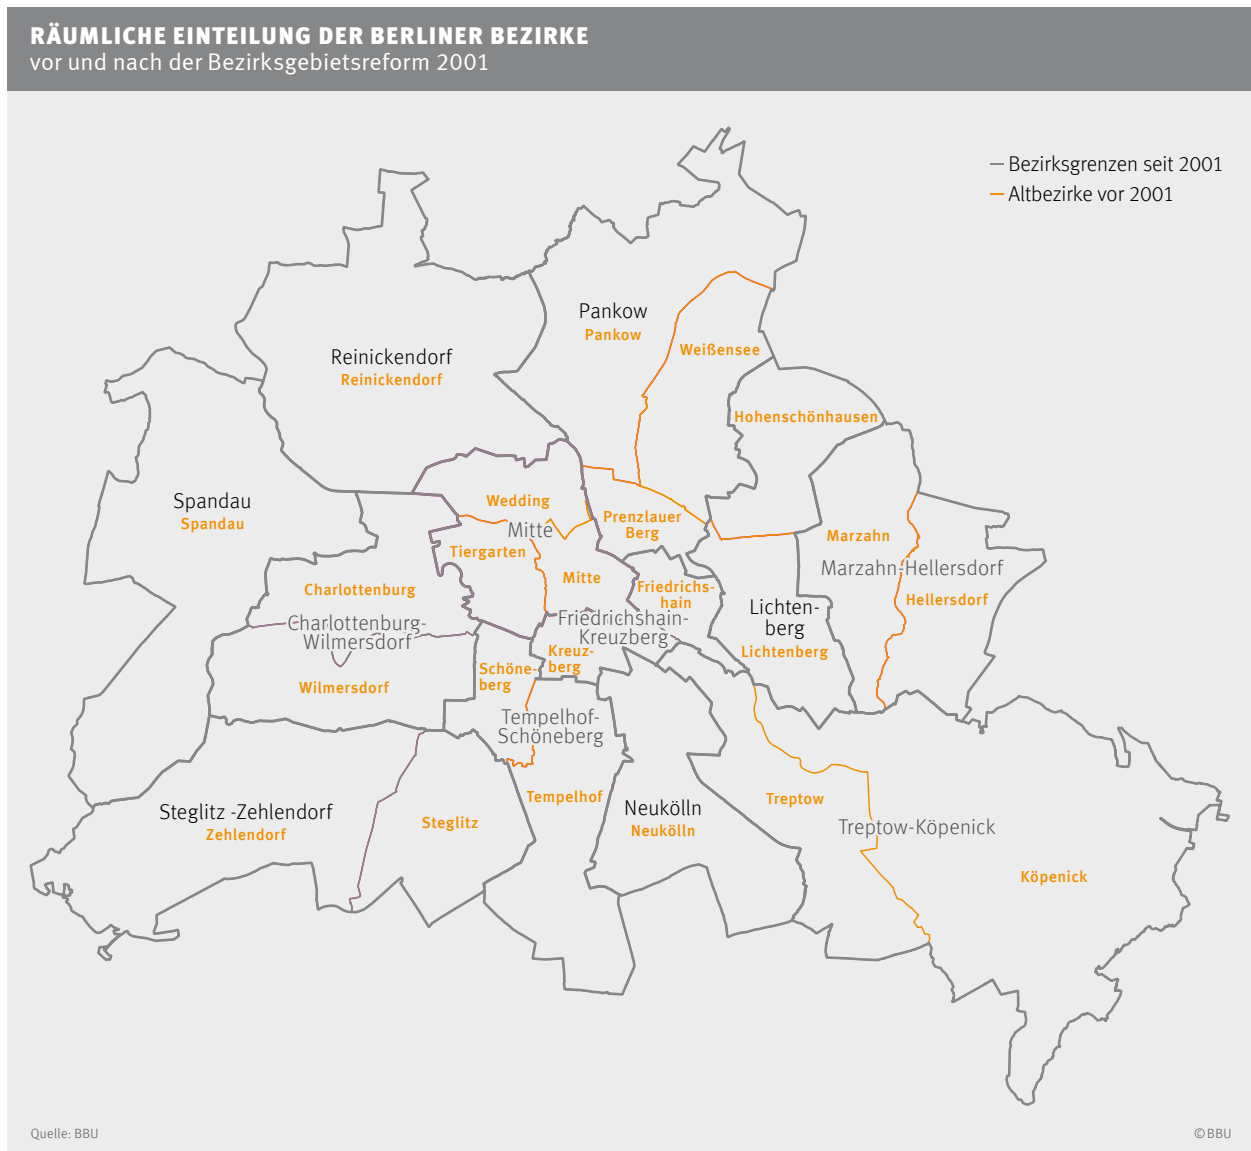 RÄUMLICHE EINTEILUNG DER BERLINER BEZIRKE
vor und nach der Bezirksgebietsreform 2001
Bezirksgrenzen seit 2001
Altbezirke vor 2001
Pankow
Pankow
Weißensee
Reinickendorf
Reinickendorf
Hohenschönhausen
Spandau
Spandau
Wedding
Mitte
Prenzlauer
Berg
Tiergarten
Mitte
Marzahn
Marzahn-Hellersdorf
Hellersdorf
Charlottenburg
Charlottenburg-
Wilmersdorf
Wilmersdorf
Friedrichs-
hain
Friedrichshain-
Kreuzberg
Kreuz-
berg
Lichten-
berg
Lichtenberg
Schöne-
berg
Tempelhof-
Schöneberg
Tempelhof
Steglitz -Zehlendorf
Zehlendorf
Steglitz
Neukölln
Neukölln
Treptow
Treptow-Köpenick
Köpenick
Quelle: BBU
© BBU